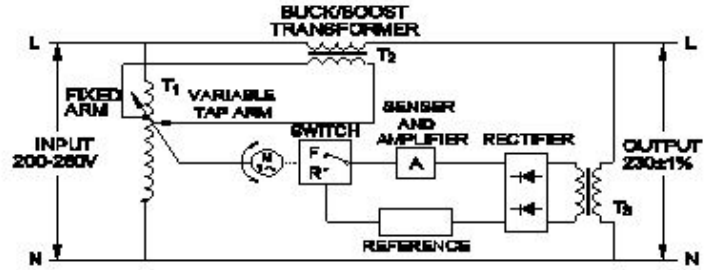 BUCK/BOOST
TRANSFORMER
L
L
T2
T1
FIXED
ARM
VARIABLE
TAP ARM
SENSER
AND
AMPLIFIER
SWITCH
RECTIFIER
INPUT
200-260V
M
F
R
A
OUTPUT
230±1%
T3
REFERENCE
N
N